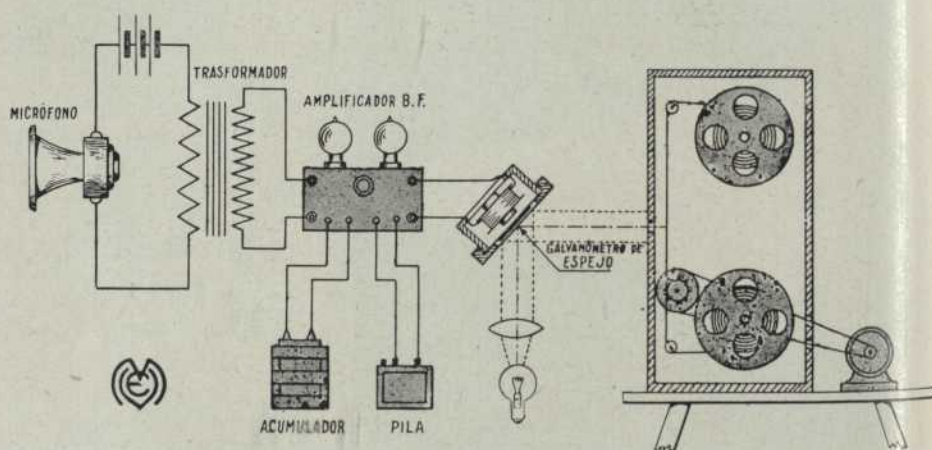 TRASFORMADOR
MICRÓFONO
AMPLIFICADOR B.F.
GALVANÓMETRO DE
ESPEJO
ACUMULADOR
PILA